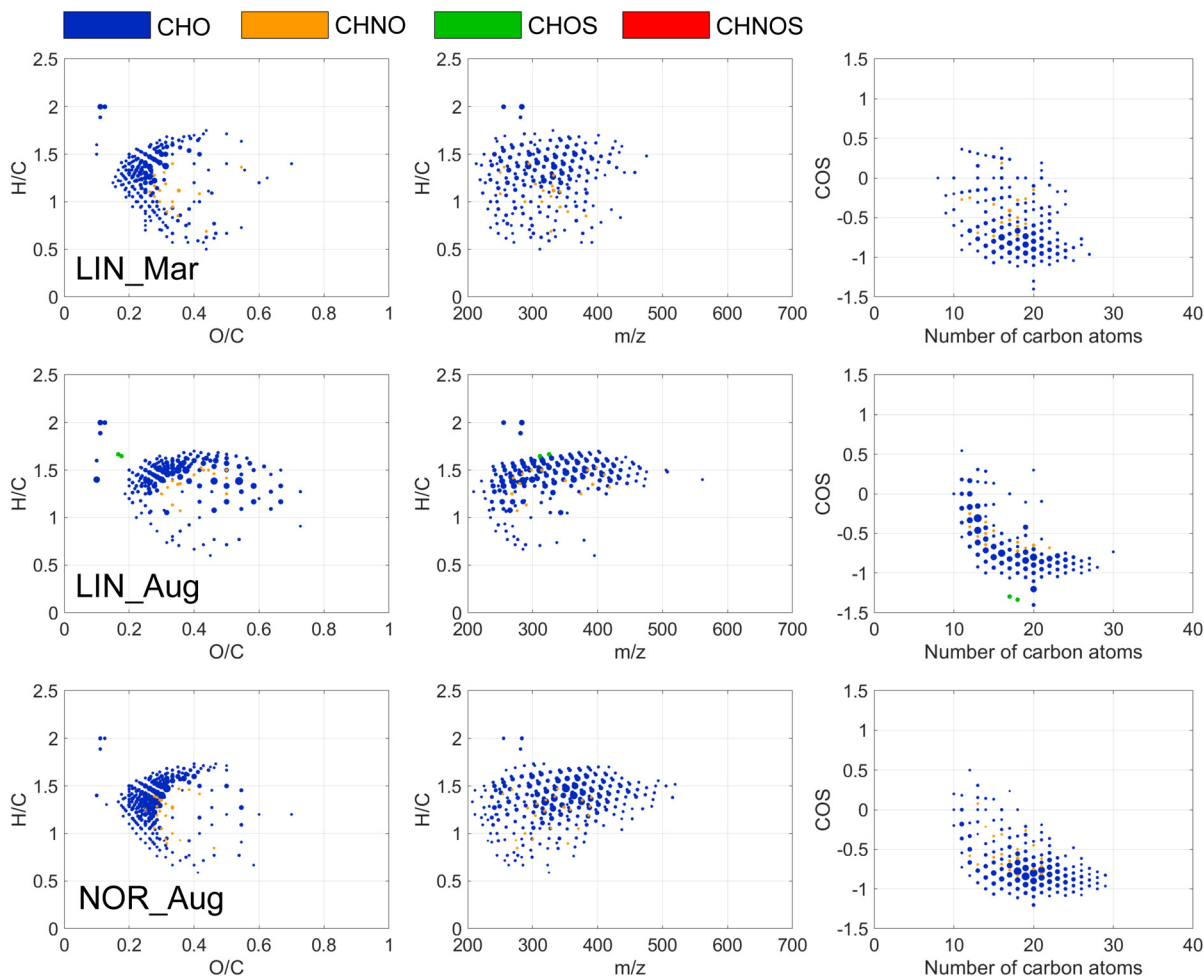 CHO CHNO CHOS CHNOS
2.5 2.5 1.5
2 2 1
1.5 1.5 0.5
H/C H/C COS
1 1 0
0.5 0.5 -0.5
LIN_Mar -1
0 0 -1.5
0 0.2 0.4 0.6 0.8 1 200 300 400 500 600 700 0 10 20 30 40
O/C m/z Number of carbon atoms
2.5 2.5 1.5
2 2 1
1.5 1.5 0.5
H/C H/C COS
1 1 0
0.5 0.5 -0.5
LIN_Aug -1
0 0 -1.5
0 0.2 0.4 0.6 0.8 1 200 300 400 500 600 700 0 10 20 30 40
O/C m/z Number of carbon atoms
2.5 2.5 1.5
2 2 1
1.5 1.5 0.5
H/C H/C COS
1 1 0
0.5 0.5 -0.5
NOR_Aug -1
0 0 -1.5
0 0.2 0.4 0.6 0.8 1 200 300 400 500 600 700 0 10 20 30 40
O/C m/z Number of carbon atoms